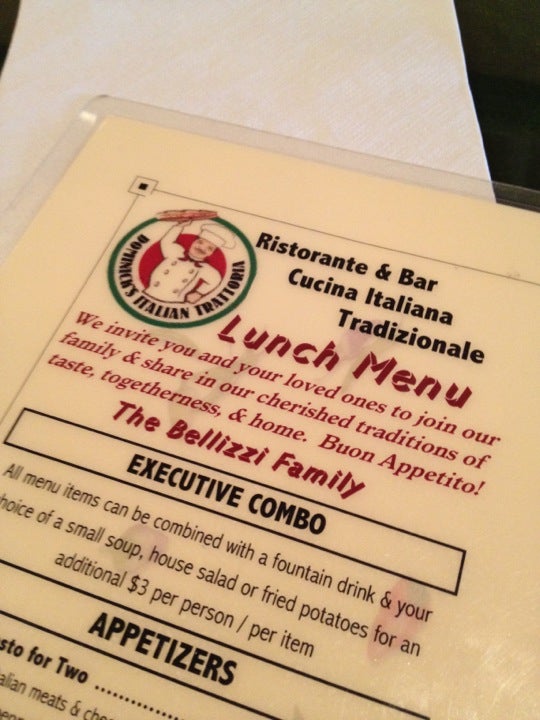 DOMINICK'S ITALIAN TRATTORIA
Ristorante & Bar
Cucina Italiana
Tradizionale
Lunch Menu
We invite you and your loved ones to join our
family & share in our cherished traditions of
taste, togetherness, & home. Buon Appetito!
The Bellizzi Family
EXECUTIVE COMBO
All menu items can be combined with a fountain drink & your
choice of a small soup, house salad or fried potatoes for an
additional $3 per person / per item
APPETIZERS
for Two ..........
meats &